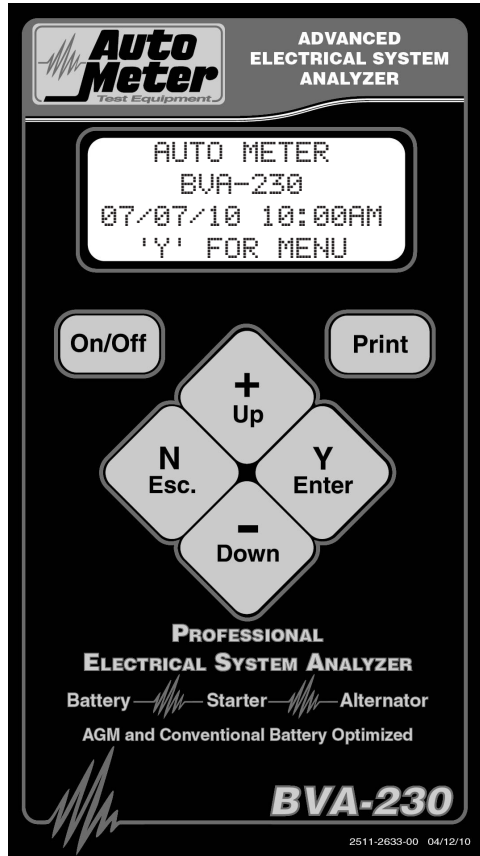 Auto
Meter
Test Equipment
ADVANCED
ELECTRICAL SYSTEM
ANALYZER
AUTO METER
BVA-230
07/07/10 10:00AM
'Y' FOR MENU
On/Off
Print
+
Up
N
Esc.
Y
Enter
-
Down
PROFESSIONAL
ELECTRICAL SYSTEM ANALYZER
Battery Starter Alternator
AGM and Conventional Battery Optimized
BVA-230
2511-2633-00 04/12/10